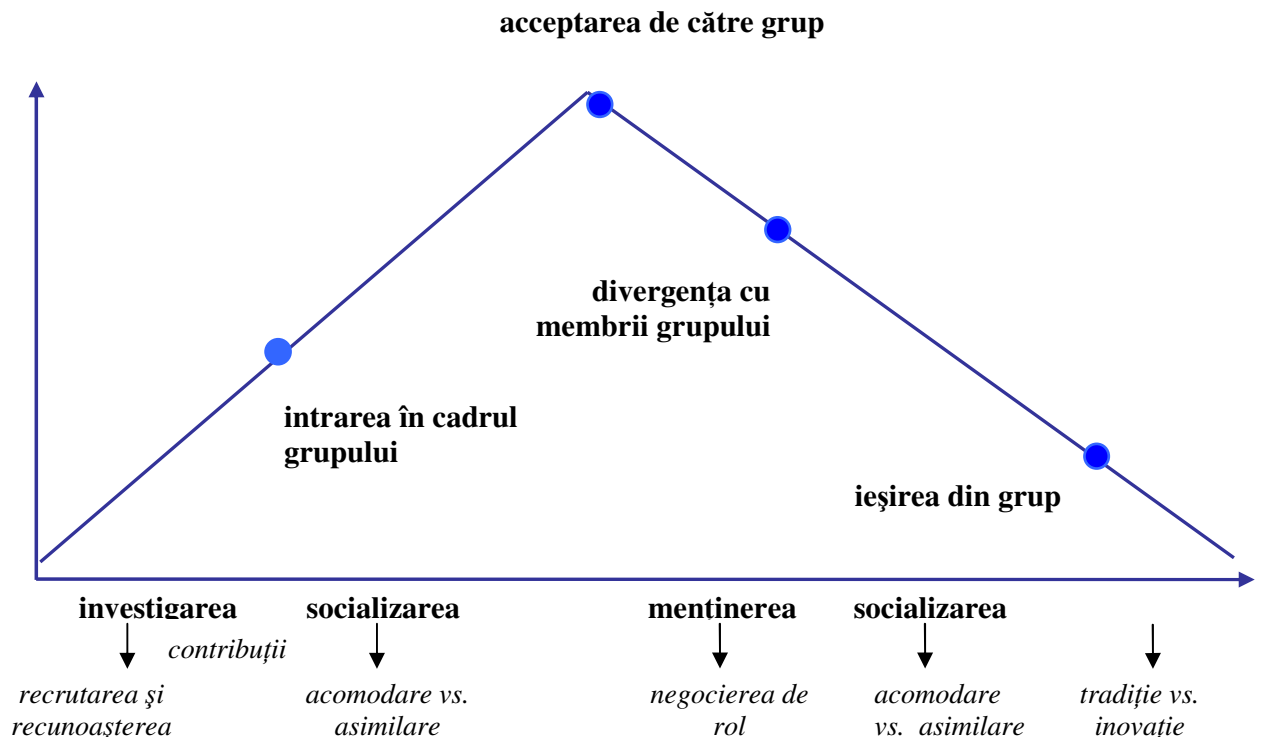 acceptarea de către grup
divergența cu
membrii grupului
intrarea în cadrul
grupului
ieşirea din grup
investigarea
socializarea
menținerea
socializarea
contribuții
recrutarea şi
recunoașterea
acomodare vs.
asimilare
negocierea de
rol
acomodare
vs. asimilare
tradiție vs.
inovație